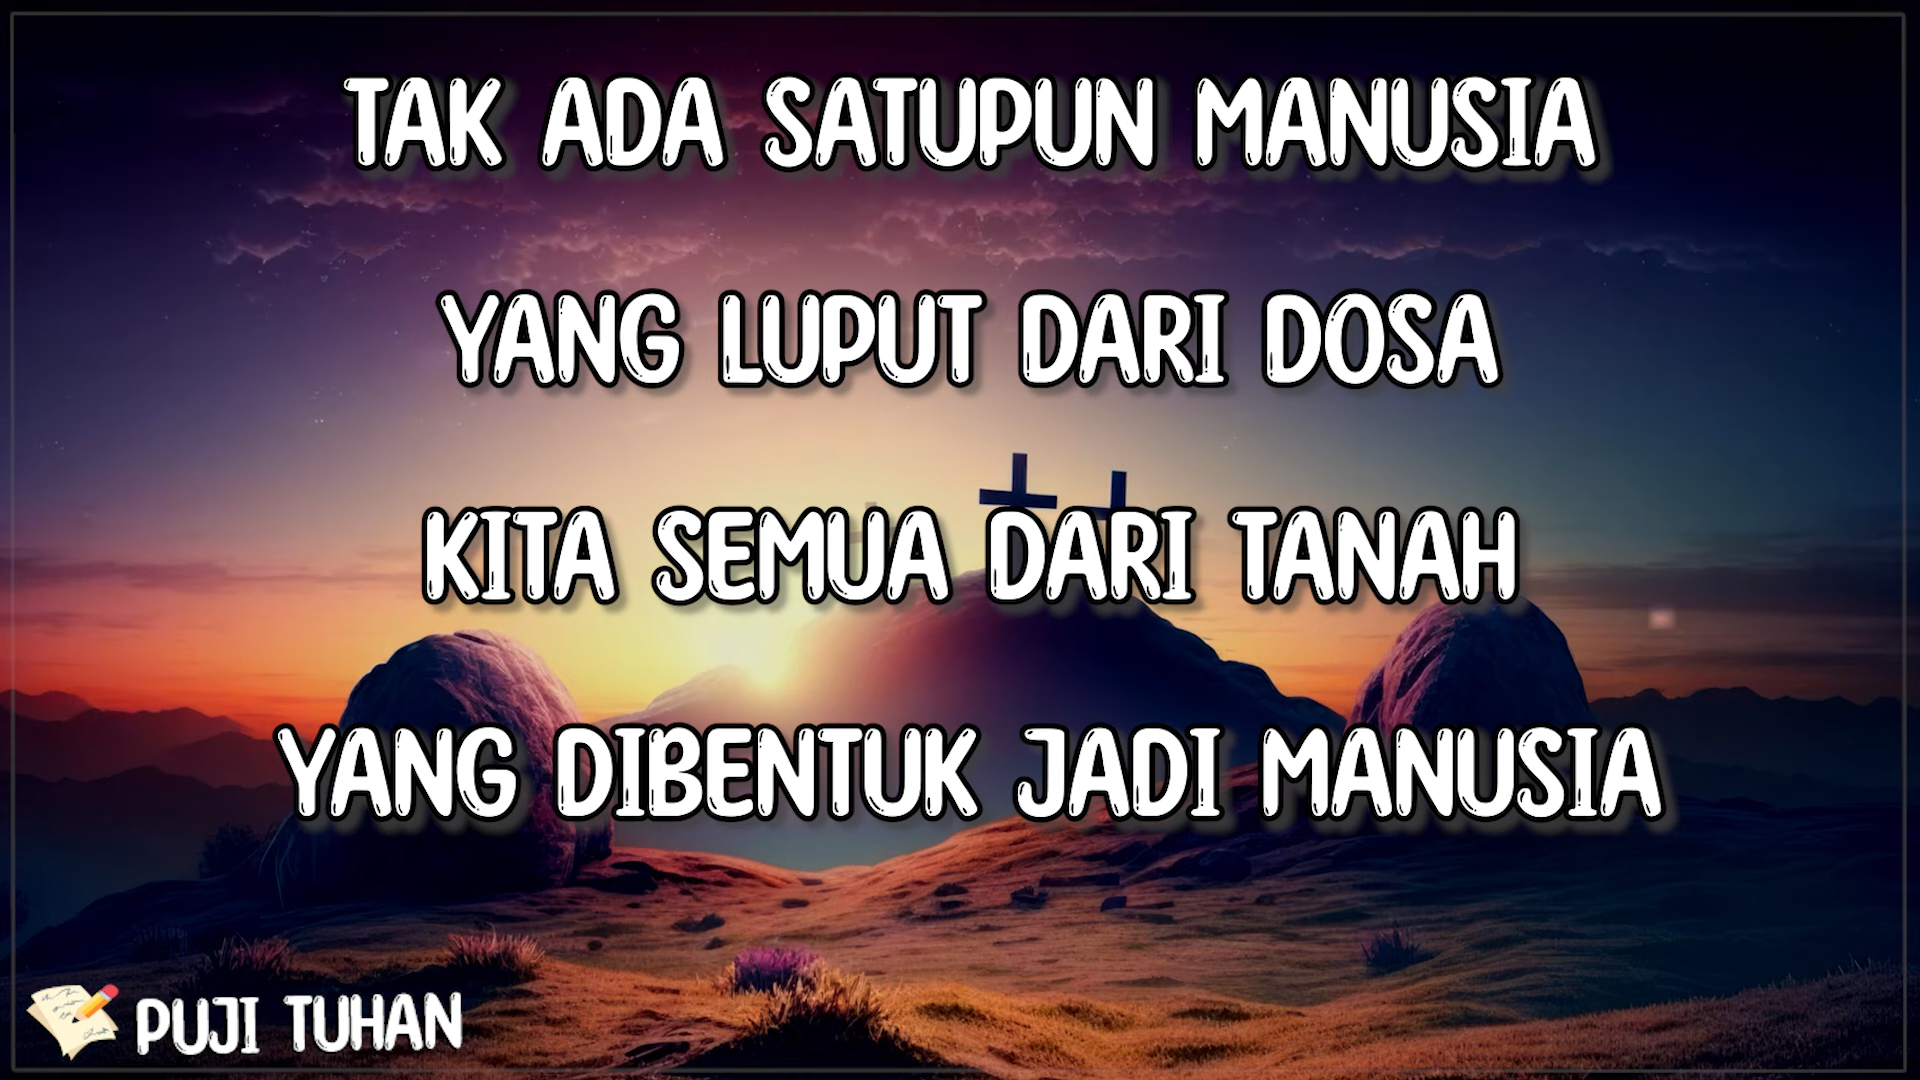 TAK ADA SATUPUN MANUSIA
YANG LUPUT DARI DOSA
KITA SEMUA DARI TANAH
YANG DIBENTUK JADI MANUSIA
PUJI TUHAN